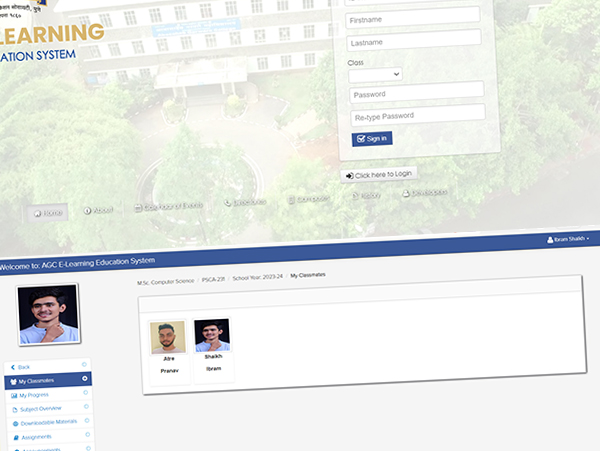 LEARNING
ATION SYSTEM
Firstname
Lastname
Class
Password
Re-type Password
Sign in
Click here to Login
Home
About
Calendar of Events
Directories
Campuses
History
Developers
Welcome to: AGC E-Learning Education System
Ibram Shaikh
M.Sc. Computer Science / PSCA-231 / School Year: 2023-24 / My Classmates
Atre
Pranav
Shaikh
Ibram
Back
My Classmates
My Progress
Subject Overview
Downloadable Materials
Assignments
Announcements